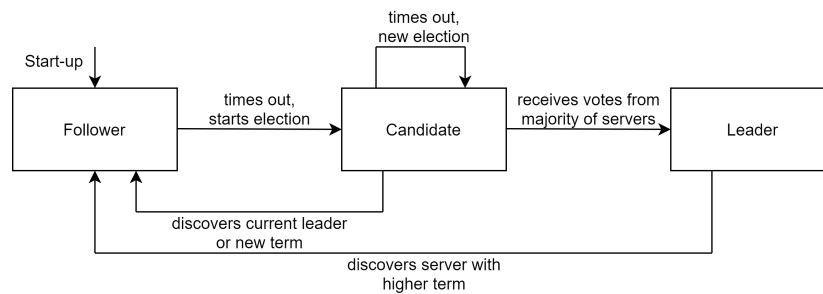 times out,
new election
Start-up
Follower
times out,
starts election
Candidate
receives votes from
majority of servers
Leader
discovers current leader
or new term
discovers server with
higher term